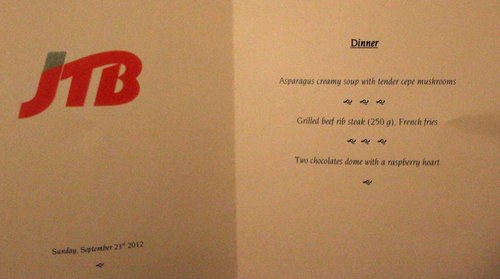 JTB
Sunday, September 23rd 2012
Dinner
Asparagus creamy soup with tender cepe mushrooms
Grilled beef rib steak (250 g), French fries
Two chocolates dome with a raspberry heart